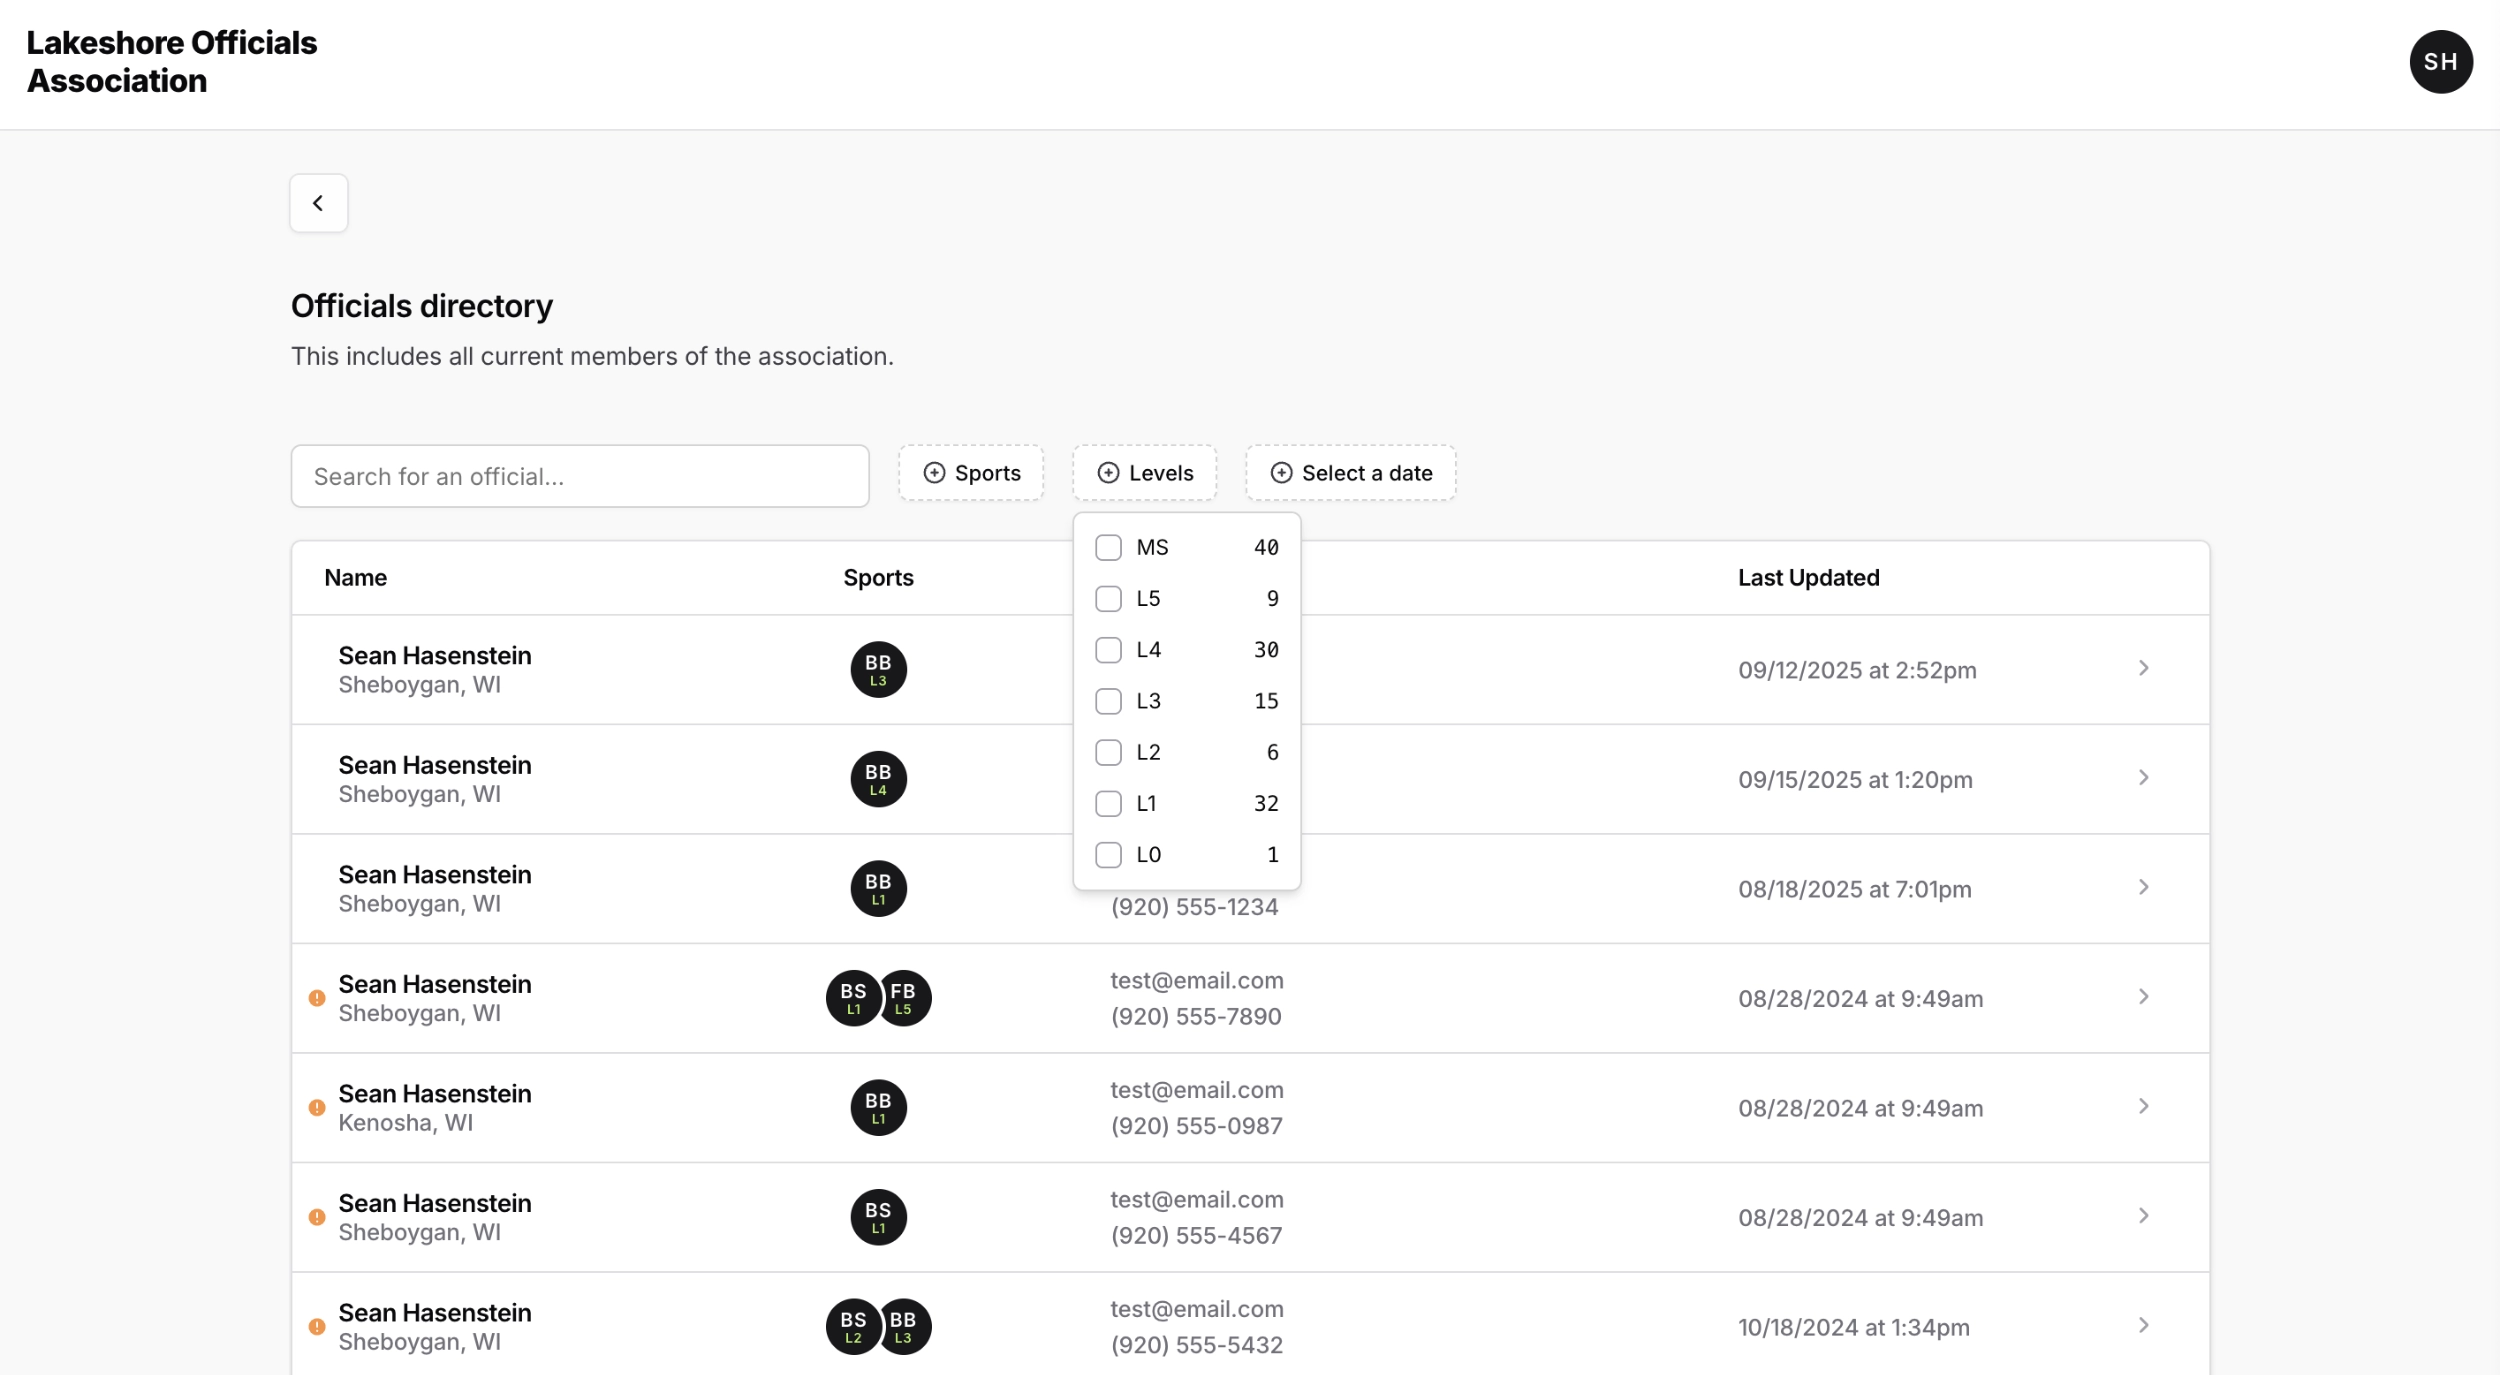 Lakeshore Officials
Association
SH
Officials directory
This includes all current members of the association.
Search for an official...
Sports
Levels
Select a date
MS 40
L5 9
L4 30
L3 15
L2 6
L1 32
L0 1
Name Sports Last Updated
Sean Hasenstein
Sheboygan, WI
BB
L3
09/12/2025 at 2:52pm
Sean Hasenstein
Sheboygan, WI
BB
L4
09/15/2025 at 1:20pm
Sean Hasenstein
Sheboygan, WI
BB
L1
(920) 555-1234
08/18/2025 at 7:01pm
Sean Hasenstein
Sheboygan, WI
BS
L1
FB
L5
test@email.com
(920) 555-7890
08/28/2024 at 9:49am
Sean Hasenstein
Kenosha, WI
BB
L1
test@email.com
(920) 555-0987
08/28/2024 at 9:49am
Sean Hasenstein
Sheboygan, WI
BS
L1
test@email.com
(920) 555-4567
08/28/2024 at 9:49am
Sean Hasenstein
Sheboygan, WI
BS
L2
BB
L3
test@email.com
(920) 555-5432
10/18/2024 at 1:34pm